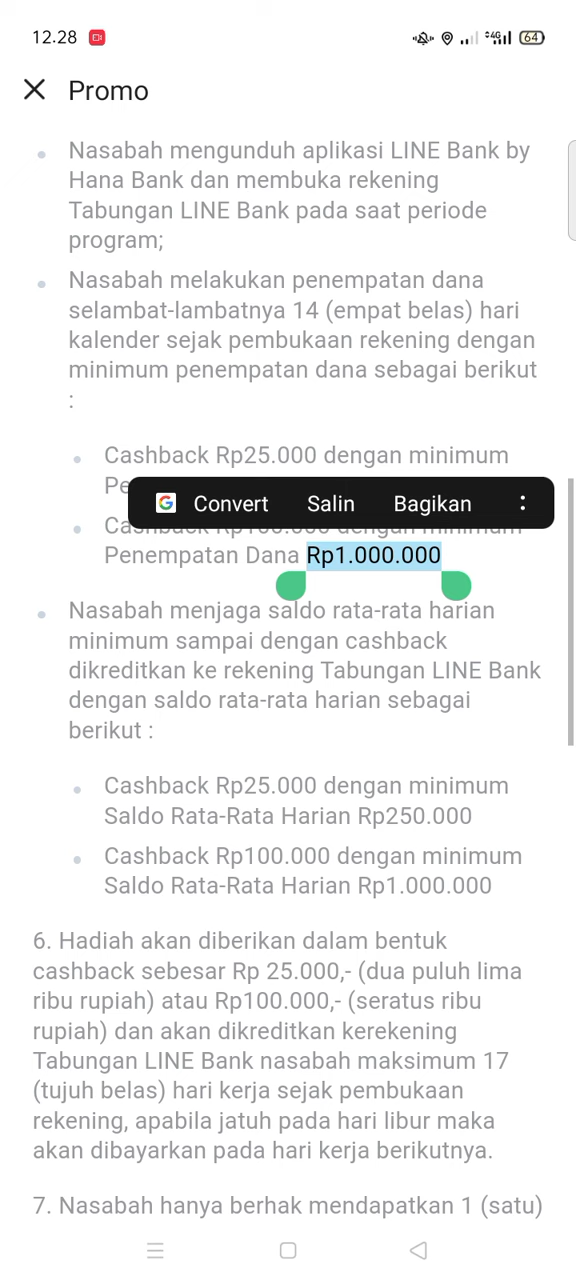 12.28
4G
64
Promo
Nasabah mengunduh aplikasi LINE Bank by
Hana Bank dan membuka rekening
Tabungan LINE Bank pada saat periode
program;
Nasabah melakukan penempatan dana
selambat-lambatnya 14 (empat belas) hari
kalender sejak pembukaan rekening dengan
minimum penempatan dana sebagai berikut
:
Cashback Rp25.000 dengan minimum
Pe
G Convert Salin Bagikan
Cashback Rp100.000 dengan minimum
Penempatan Dana Rp1.000.000
Nasabah menjaga saldo rata-rata harian
minimum sampai dengan cashback
dikreditkan ke rekening Tabungan LINE Bank
dengan saldo rata-rata harian sebagai
berikut :
Cashback Rp25.000 dengan minimum
Saldo Rata-Rata Harian Rp250.000
Cashback Rp100.000 dengan minimum
Saldo Rata-Rata Harian Rp1.000.000
6. Hadiah akan diberikan dalam bentuk
cashback sebesar Rp 25.000,- (dua puluh lima
ribu rupiah) atau Rp100.000,- (seratus ribu
rupiah) dan akan dikreditkan kerekening
Tabungan LINE Bank nasabah maksimum 17
(tujuh belas) hari kerja sejak pembukaan
rekening, apabila jatuh pada hari libur maka
akan dibayarkan pada hari kerja berikutnya.
7. Nasabah hanya berhak mendapatkan 1 (satu)